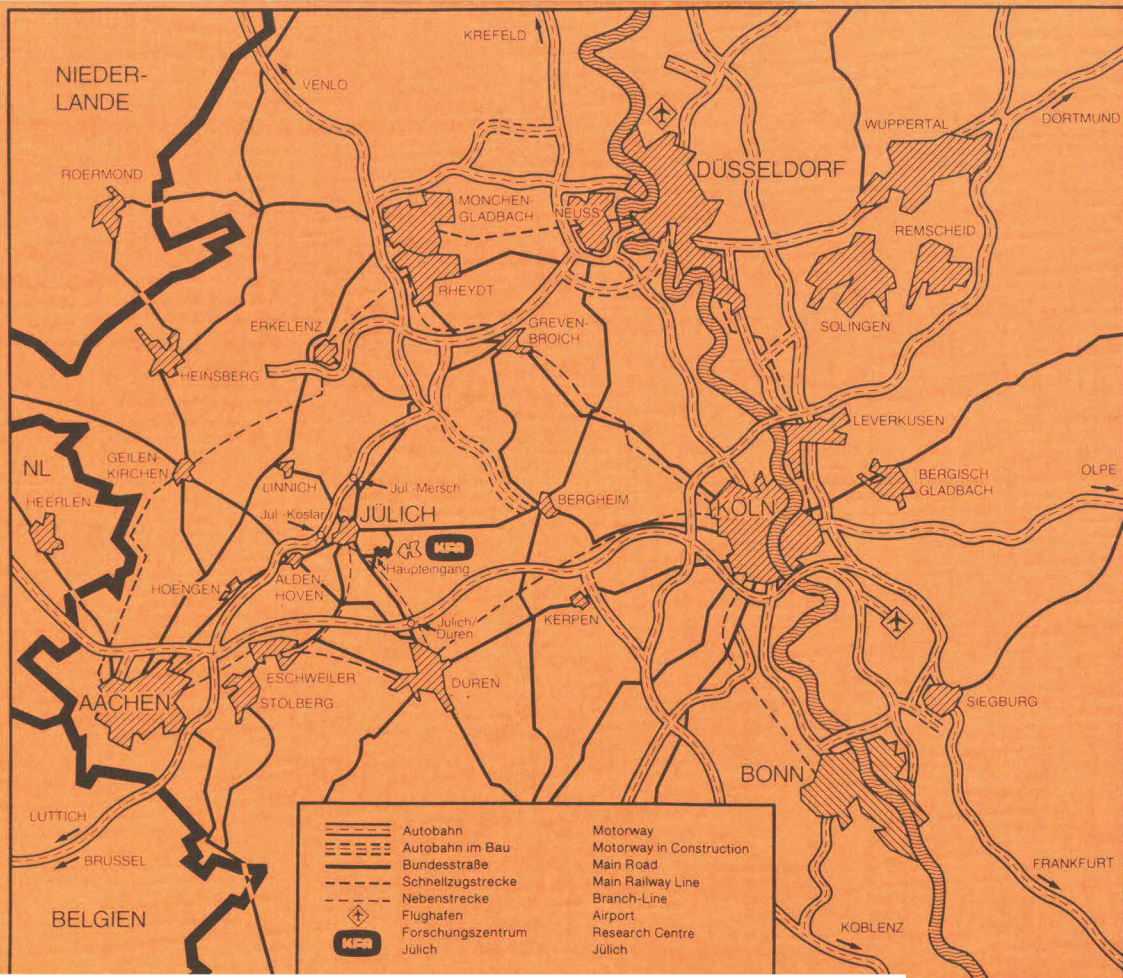 KREFELD
NIEDER-
LANDE
VENLO
DORTMUND
WUPPERTAL
ROERMOND
DÜSSELDORF
MÖNCHEN-
GLADBACH
NEUSS
REMSCHEID
RHEYDT
ERKELENZ
GREVEN-
BROICH
SOLINGEN
HEINSBERG
LEVERKUSEN
GEILEN-
KIRCHEN
NL
LINNICH
Jül.-Mersch
BERGISCH
GLADBACH
OLPE
HEERLEN
BERGHEIM
KÖLN
Jül.-Koslar
JÜLICH
KFA
Haupteingang
HOENGEN
ALDEN-
HOVEN
KERPEN
Jülich/
Düren
ESCHWEILER
DÜREN
AACHEN
STOLBERG
SIEGBURG
BONN
LÜTTICH
BRÜSSEL
FRANKFURT
BELGIEN
KOBLENZ
Autobahn Motorway
Autobahn im Bau Motorway in Construction
Bundesstraße Main Road
Schnellzugstrecke Main Railway Line
Nebenstrecke Branch-Line
Flughafen Airport
KFA Forschungszentrum Research Centre
Jülich Jülich